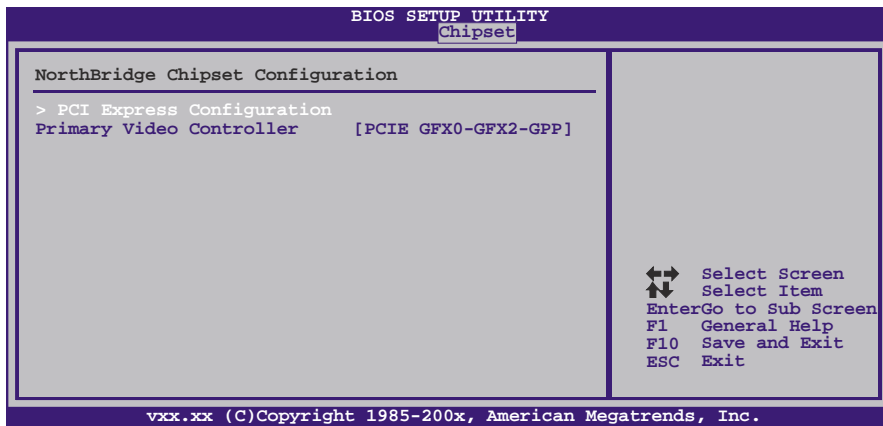 BIOS SETUP UTILITY
Chipset
NorthBridge Chipset Configuration
> PCI Express Configuration
Primary Video Controller [PCIE GFX0-GFX2-GPP]
Select Screen
Select Item
EnterGo to Sub Screen
F1 General Help
F10 Save and Exit
ESC Exit
vxx.xx (C)Copyright 1985-200x, American Megatrends, Inc.